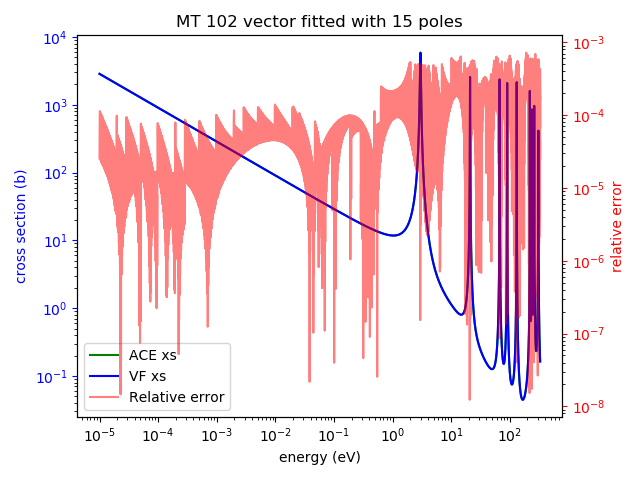 MT 102 vector fitted with 15 poles
cross section (b)
10⁴
10³
10²
10¹
10⁰
10⁻¹
10⁻³
10⁻⁴
10⁻⁵
10⁻⁶
10⁻⁷
10⁻⁸
relative error
ACE xs
VF xs
Relative error
10⁻⁵ 10⁻⁴ 10⁻³ 10⁻² 10⁻¹ 10⁰ 10¹ 10²
energy (eV)